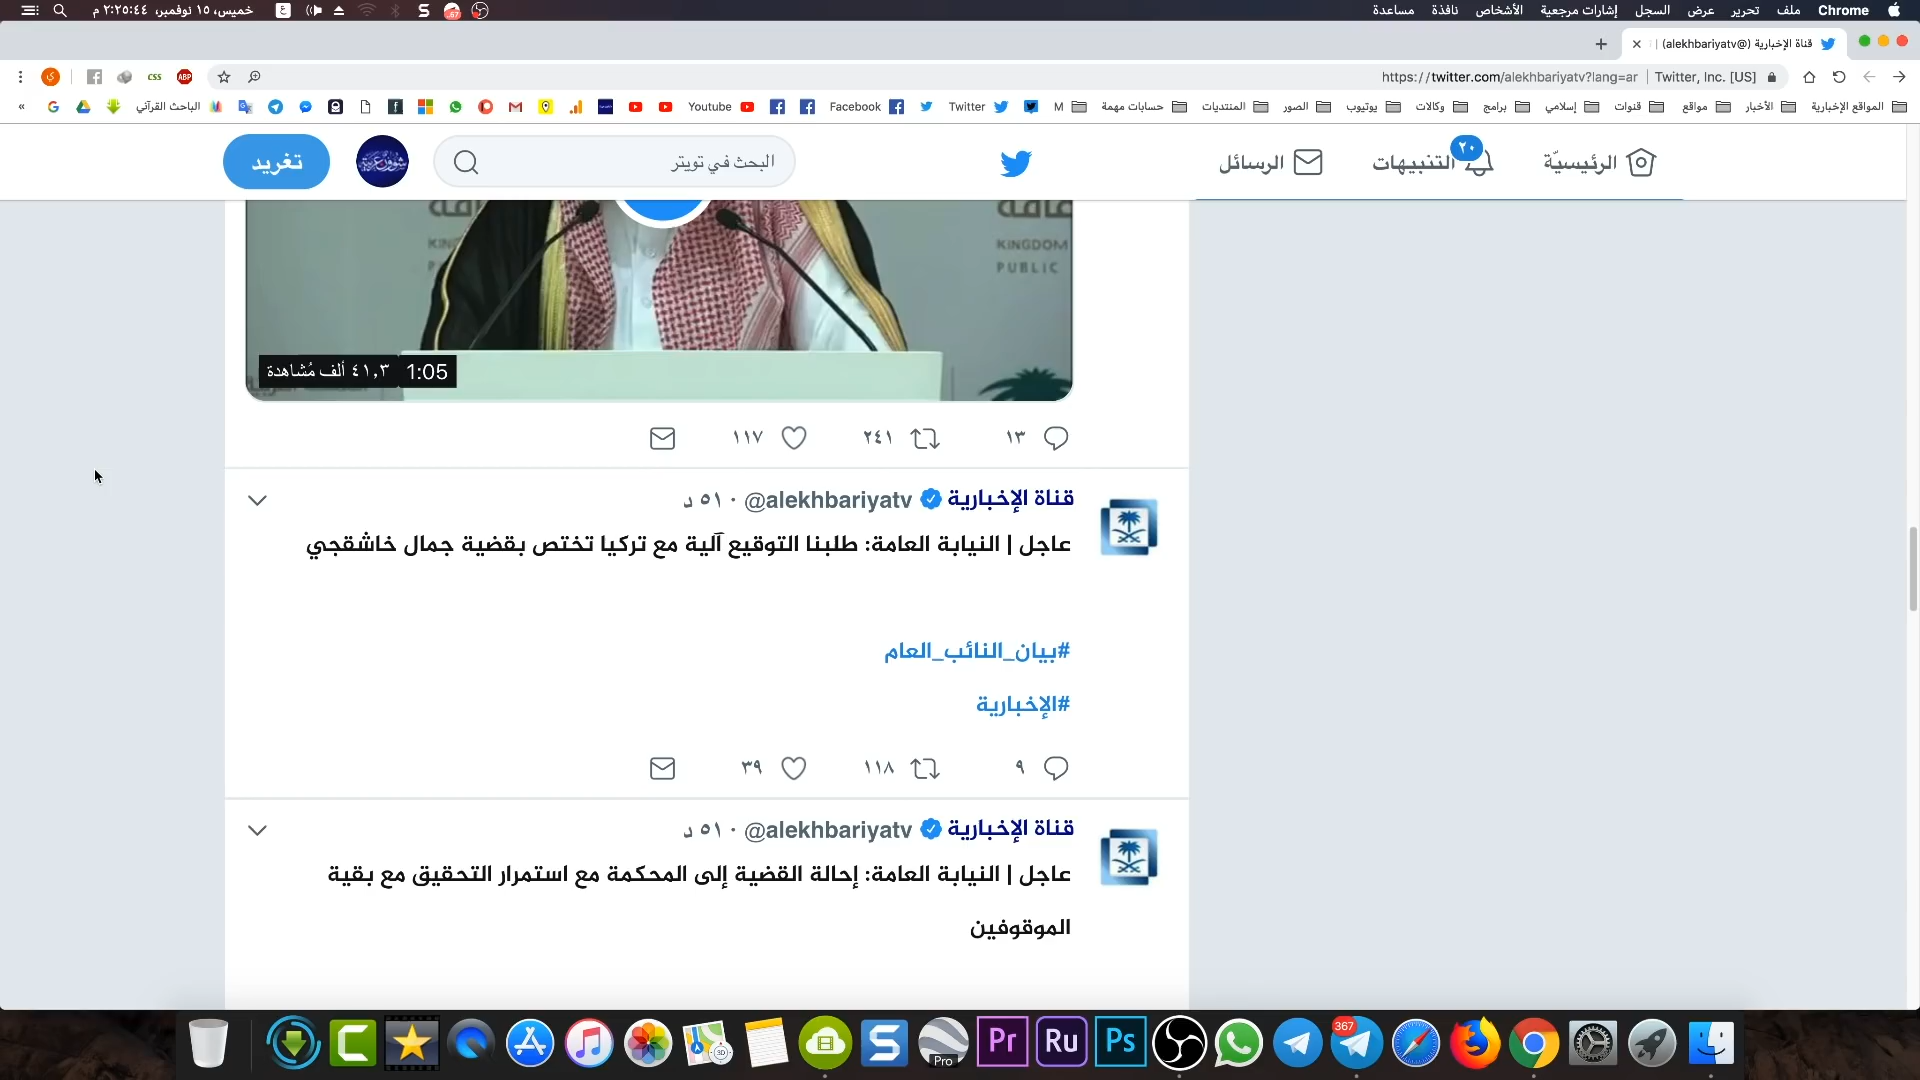 Chrome ملف تحرير عرض السجل إشارات مرجعية الأشخاص نافذة مساعدة
خميس، ١٥ نوفمبر، ٢:٢٥:٤٤ م
قناة الإخبارية (@alekhbariyatv)
https://twitter.com/alekhbariyatv?lang=ar
Twitter, Inc. [US]
المواقع الإخبارية الأخبار مواقع قنوات إسلامي برامج وكالات يوتيوب الصور المنتديات حسابات مهمة M Twitter Facebook Youtube الباحث القرآني »
الرئيسيّة التنبيهات ٢٠ الرسائل
البحث في تويتر
تغريد
KINGDOM
PUBLIC
1:05 ٤١٫٣ ألف مُشاهدة
١٣ ٢٤١ ١١٧
قناة الإخبارية @alekhbariyatv · ٥١ د
عاجل | النيابة العامة: طلبنا التوقيع آلية مع تركيا تختص بقضية جمال خاشقجي
#بيان_النائب_العام
#الإخبارية
٩ ١١٨ ٣٩
قناة الإخبارية @alekhbariyatv · ٥١ د
عاجل | النيابة العامة: إحالة القضية إلى المحكمة مع استمرار التحقيق مع بقية
الموقوفين
Pro Pr Ru Ps 367